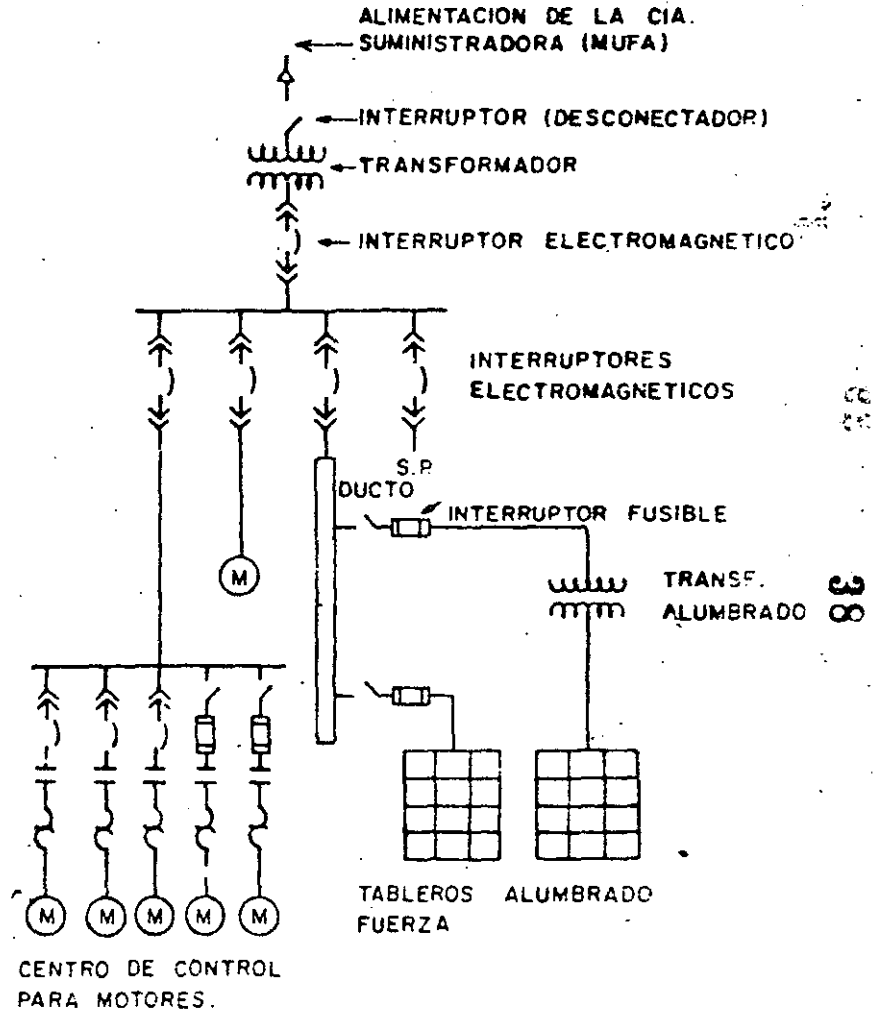 ALIMENTACION DE LA CIA.
SUMINISTRADORA (MUFA)
INTERRUPTOR (DESCONECTADOR)
TRANSFORMADOR
INTERRUPTOR ELECTROMAGNETICO
INTERRUPTORES
ELECTROMAGNETICOS
S.P.
DUCTO
INTERRUPTOR FUSIBLE
M
TRANSF.
ALUMBRADO
38
M M M M M
TABLEROS ALUMBRADO
FUERZA
CENTRO DE CONTROL
PARA MOTORES.